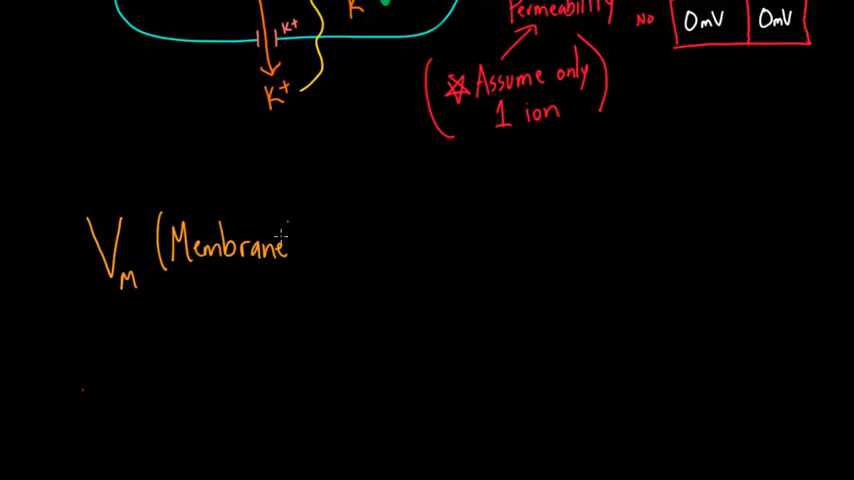 K
Permeability
No
0mV
0mV
K+
K+
(☆ Assume only
1 ion)
VM (Membrane